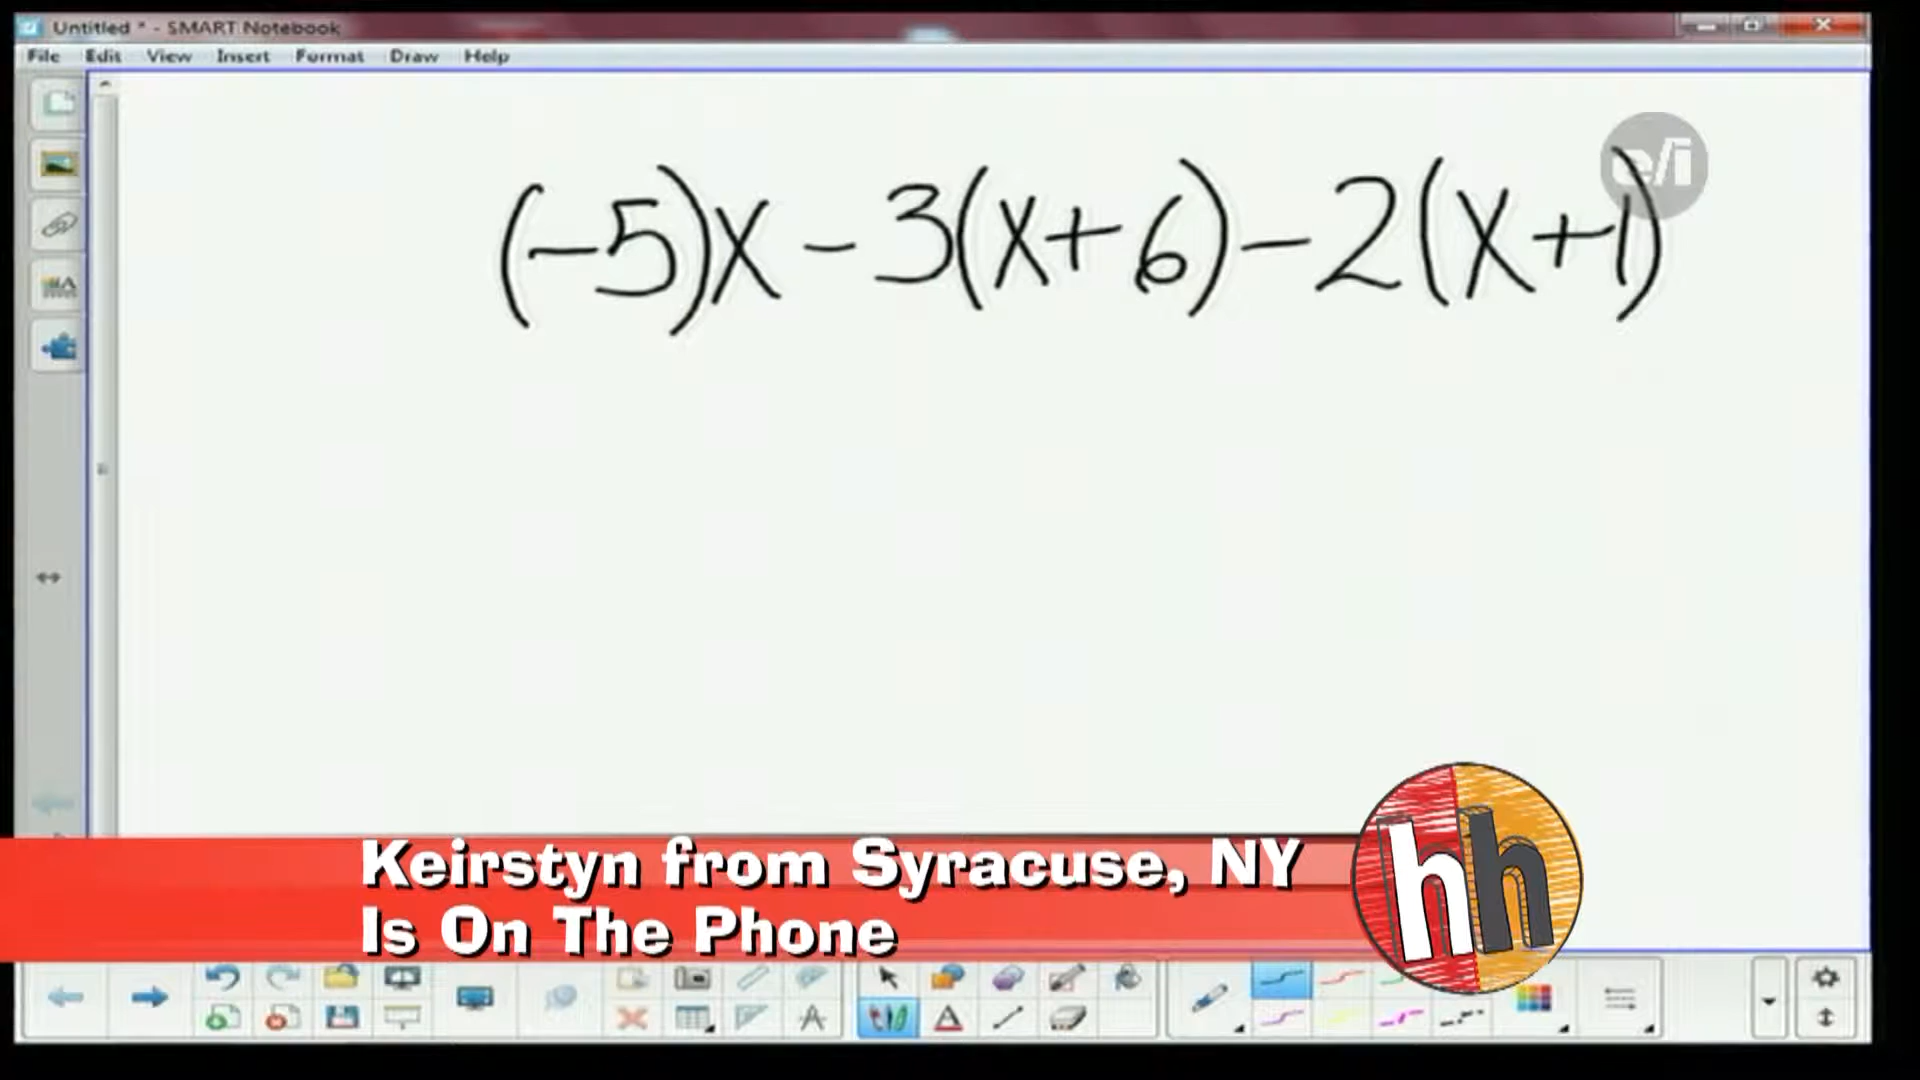 Untitled * - SMART Notebook
File Edit View Insert Format Draw Help
e/i
(-5)x - 3(x+6) - 2(x+1)
Keirstyn from Syracuse, NY
Is On The Phone
hh